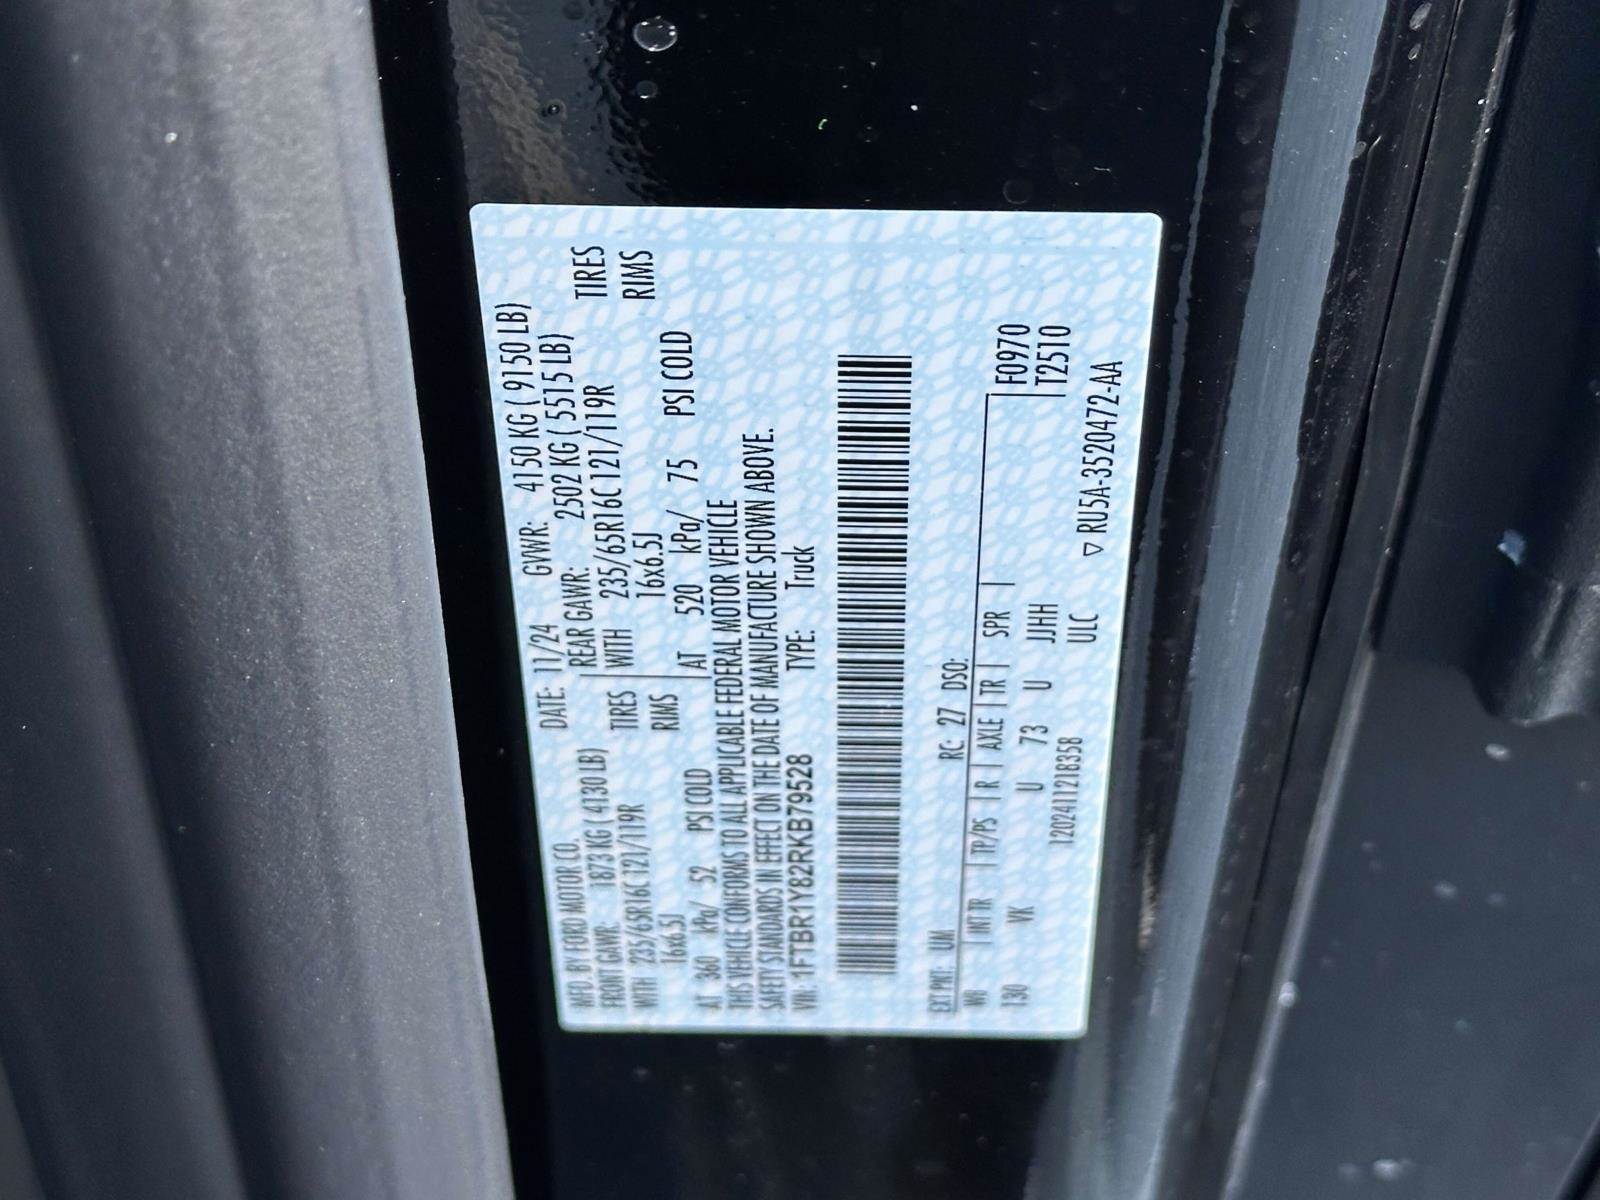 MFD. BY FORD MOTOR CO. DATE: 11/24 GVWR: 4150 KG ( 9150 LB)
FRONT GAWR: 1873 KG ( 4130 LB) REAR GAWR: 2502 KG ( 5515 LB)
WITH 235/65R16C 121/119R TIRES WITH 235/65R16C 121/119R TIRES
16x6.5J RIMS 16x6.5J RIMS
AT 360 kPa/ 52 PSI COLD AT 520 kPa/ 75 PSI COLD
THIS VEHICLE CONFORMS TO ALL APPLICABLE FEDERAL MOTOR VEHICLE
SAFETY STANDARDS IN EFFECT ON THE DATE OF MANUFACTURE SHOWN ABOVE.
VIN: 1FTBR1Y82RKB79528 TYPE: Truck
EXT PNT: UM RC: 27 DSO:
WB INT TR TP/PS R AXLE TR SPR F0970
130 VK U 73 U JJHH T2510
1202411218358 ULC
▽ RU5A-3520472-AA